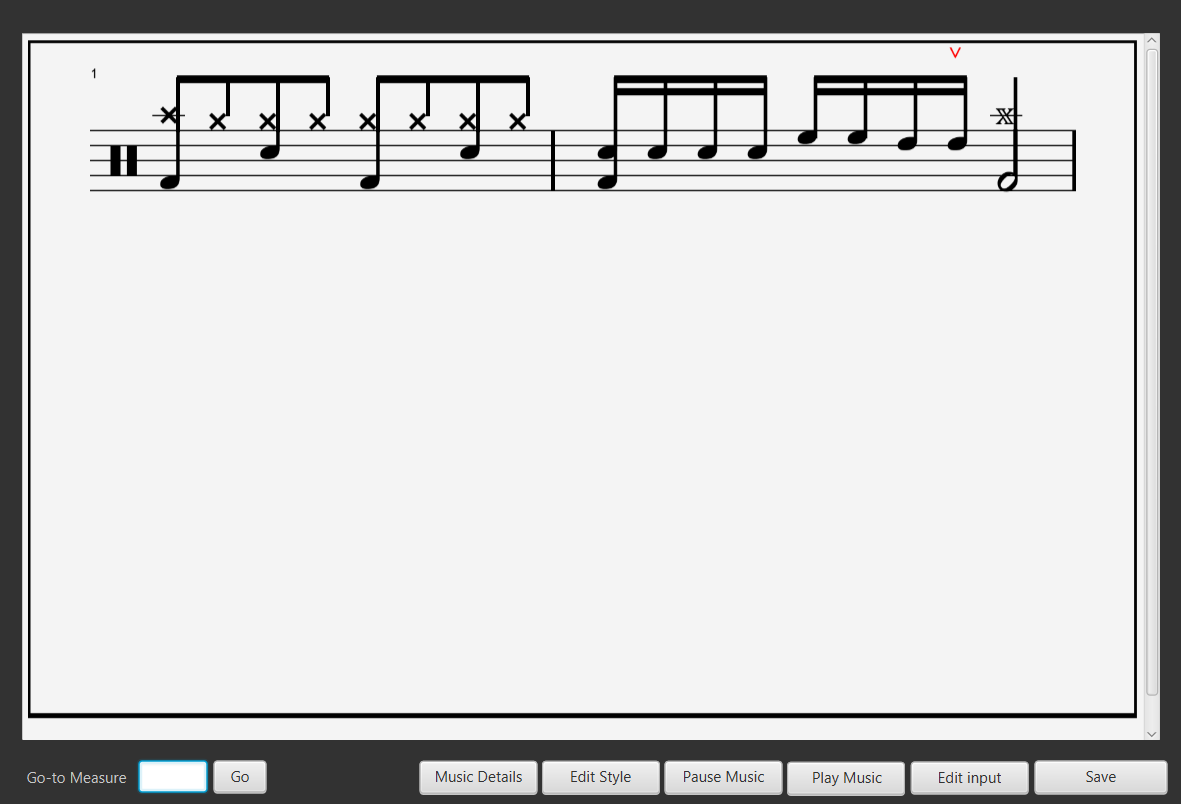 1
Go-to Measure
Go
Music Details
Edit Style
Pause Music
Play Music
Edit input
Save